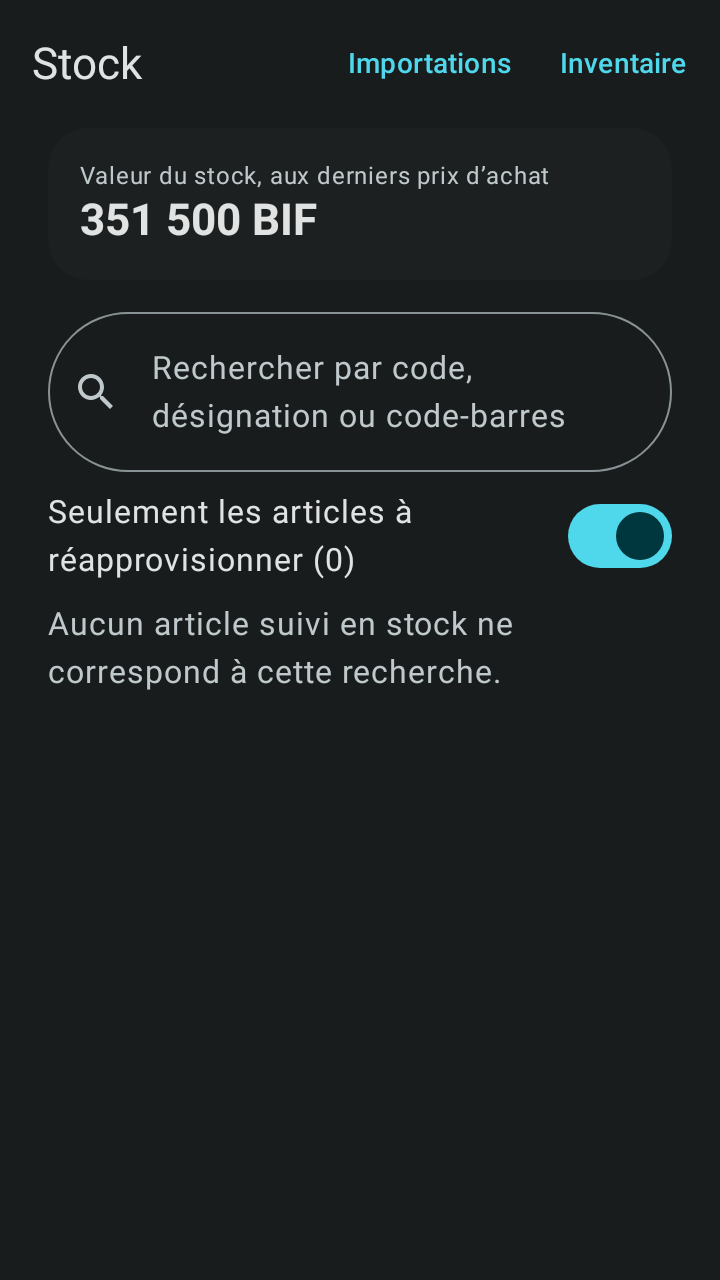 Stock
Importations
Inventaire
Valeur du stock, aux derniers prix d’achat
351 500 BIF
Rechercher par code,
désignation ou code-barres
Seulement les articles à
réapprovisionner (0)
Aucun article suivi en stock ne
correspond à cette recherche.